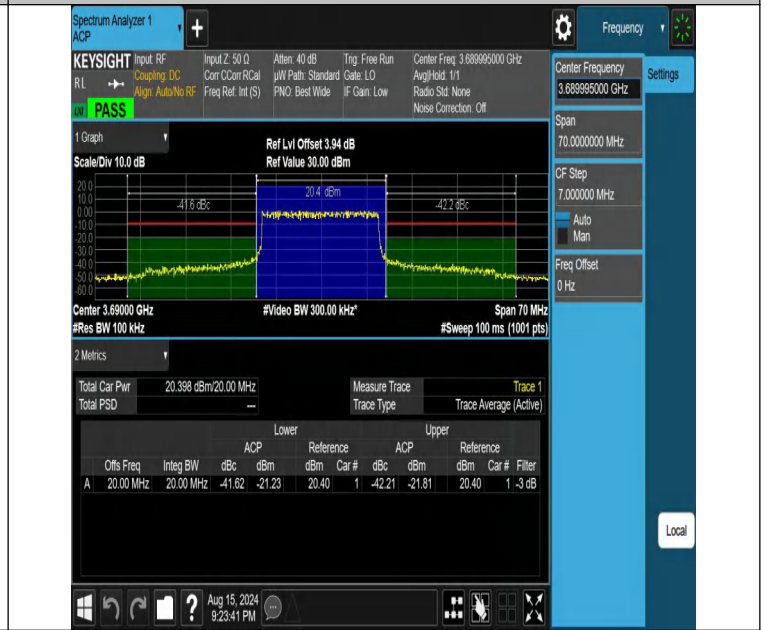 Spectrum Analyzer 1
ACP
Frequency
KEYSIGHT Input: RF Input Z: 50 Ω Atten: 40 dB Trig: Free Run Center Freq: 3.689995000 GHz
RL Coupling: DC Corr CCorr RCal µW Path: Standard Gate: LO Avg|Hold: 1/1
Align: Auto/No RF Freq Ref: Int (S) PNO: Best Wide IF Gain: Low Radio Std: None
PASS Noise Correction: Off
Settings
Center Frequency
3.689995000 GHz
Span
70.0000000 MHz
CF Step
7.000000 MHz
Auto
Man
Freq Offset
0 Hz
1 Graph
Ref Lvl Offset 3.94 dB
Scale/Div 10.0 dB Ref Value 30.00 dBm
20.0
10.0
0.00
-10.0
-20.0
-30.0
-40.0
-50.0
-60.0
-41.6 dBc 20.4 dBm -42.2 dBc
Center 3.69000 GHz #Video BW 300.00 kHz* Span 70 MHz
#Res BW 100 kHz #Sweep 100 ms (1001 pts)
2 Metrics
Total Car Pwr 20.398 dBm/20.00 MHz Measure Trace Trace 1
Total PSD --- Trace Type Trace Average (Active)
Lower Upper
ACP Reference ACP Reference
Offs Freq Integ BW dBc dBm dBm Car # dBc dBm dBm Car # Filter
A 20.00 MHz 20.00 MHz -41.62 -21.23 20.40 1 -42.21 -21.81 20.40 1 -3 dB
Local
Aug 15, 2024
9:23:41 PM